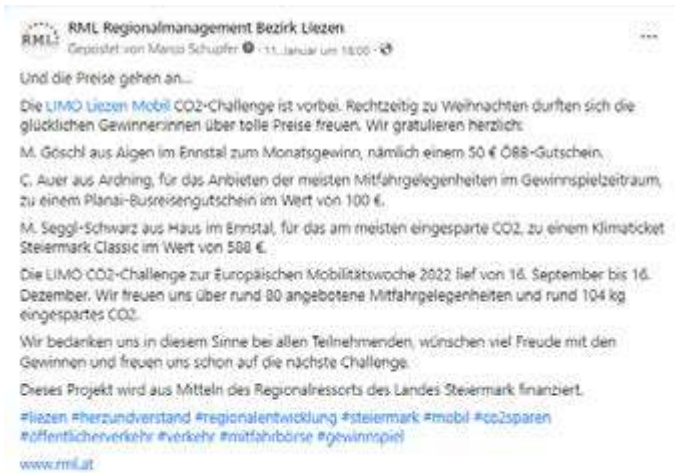 RML Regionalmanagement Bezirk Liezen
RML
Gepostet von Marco Schupfer · 11. Januar um 18:00 ·
Und die Preise gehen an...
Die LIMO Liezen Mobil CO2-Challenge ist vorbei. Rechtzeitig zu Weihnachten durften sich die
glücklichen Gewinner:innen über tolle Preise freuen. Wir gratulieren herzlich:
M. Göschl aus Aigen im Ennstal zum Monatsgewinn, nämlich einem 50 € ÖBB-Gutschein,
C. Auer aus Ardning, für das Anbieten der meisten Mitfahrgelegenheiten im Gewinnspielzeitraum,
zu einem Planai-Busreisengutschein im Wert von 100 €.
M. Seggl-Schwarz aus Haus im Ennstal, für das am meisten eingesparte CO2, zu einem Klimaticket
Steiermark Classic im Wert von 588 €.
Die LIMO CO2-Challenge zur Europäischen Mobilitätswoche 2022 lief von 16. September bis 16.
Dezember. Wir freuen uns über rund 80 angebotene Mitfahrgelegenheiten und rund 104 kg
eingespartes CO2.
Wir bedanken uns in diesem Sinne bei allen Teilnehmenden, wünschen viel Freude mit den
Gewinnen und freuen uns schon auf die nächste Challenge.
Dieses Projekt wird aus Mitteln des Regionalressorts des Landes Steiermark finanziert.
#liezen #herzundverstand #regionalentwicklung #steiermark #mobil #co2sparen
#öffentlicherverkehr #verkehr #mitfahrbörse #gewinnspiel
www.rml.at